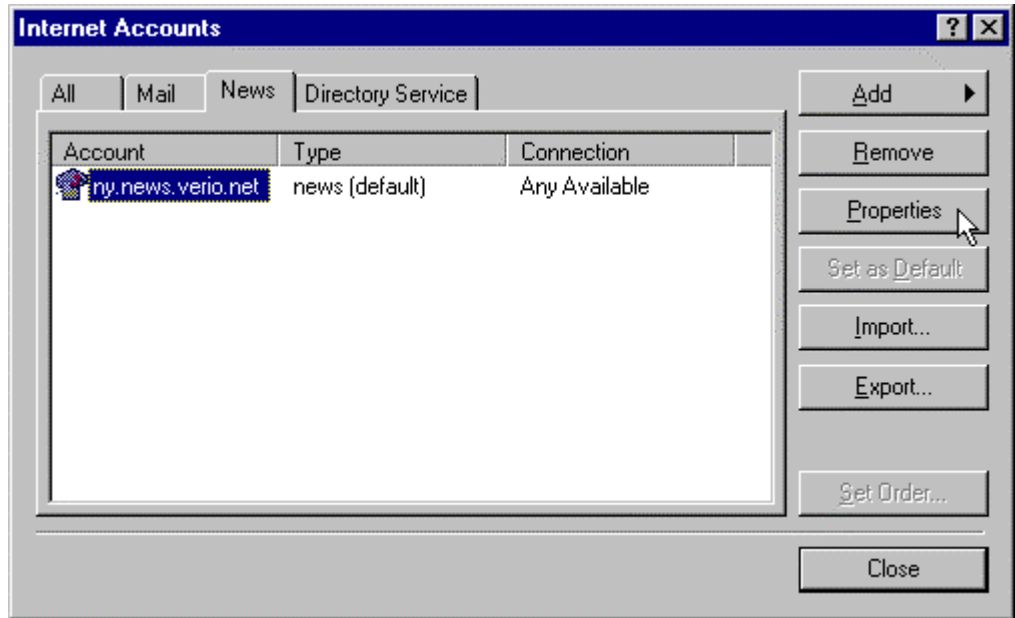 Internet Accounts
All Mail News Directory Service
Add
Account Type Connection
Remove
ny.news.verio.net news (default) Any Available
Properties
Set as Default
Import...
Export...
Set Order...
Close